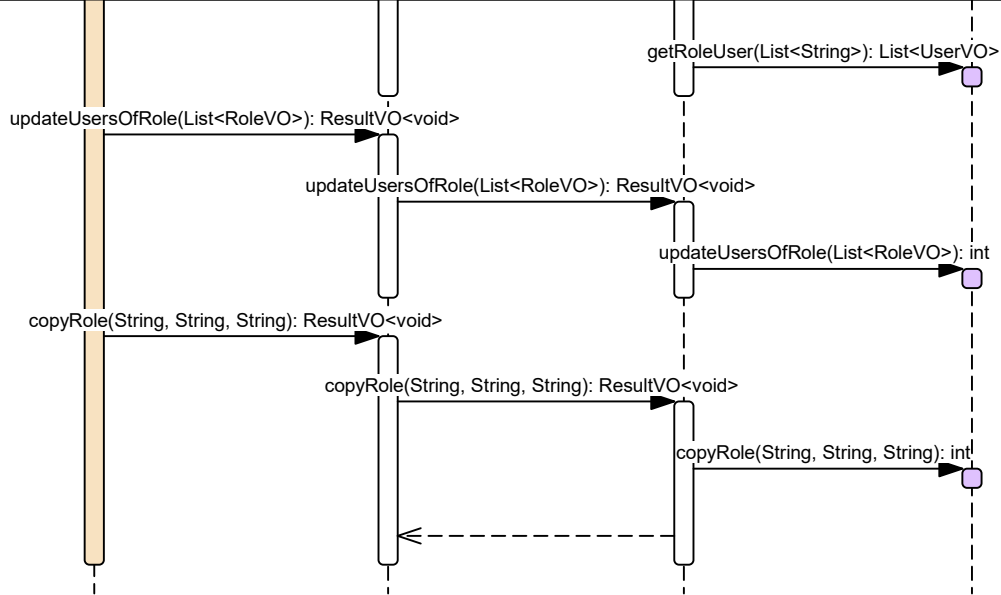 getRoleUser(List<String>): List<UserVO>
updateUsersOfRole(List<RoleVO>): ResultVO<void>
updateUsersOfRole(List<RoleVO>): ResultVO<void>
updateUsersOfRole(List<RoleVO>): int
copyRole(String, String, String): ResultVO<void>
copyRole(String, String, String): ResultVO<void>
copyRole(String, String, String): int